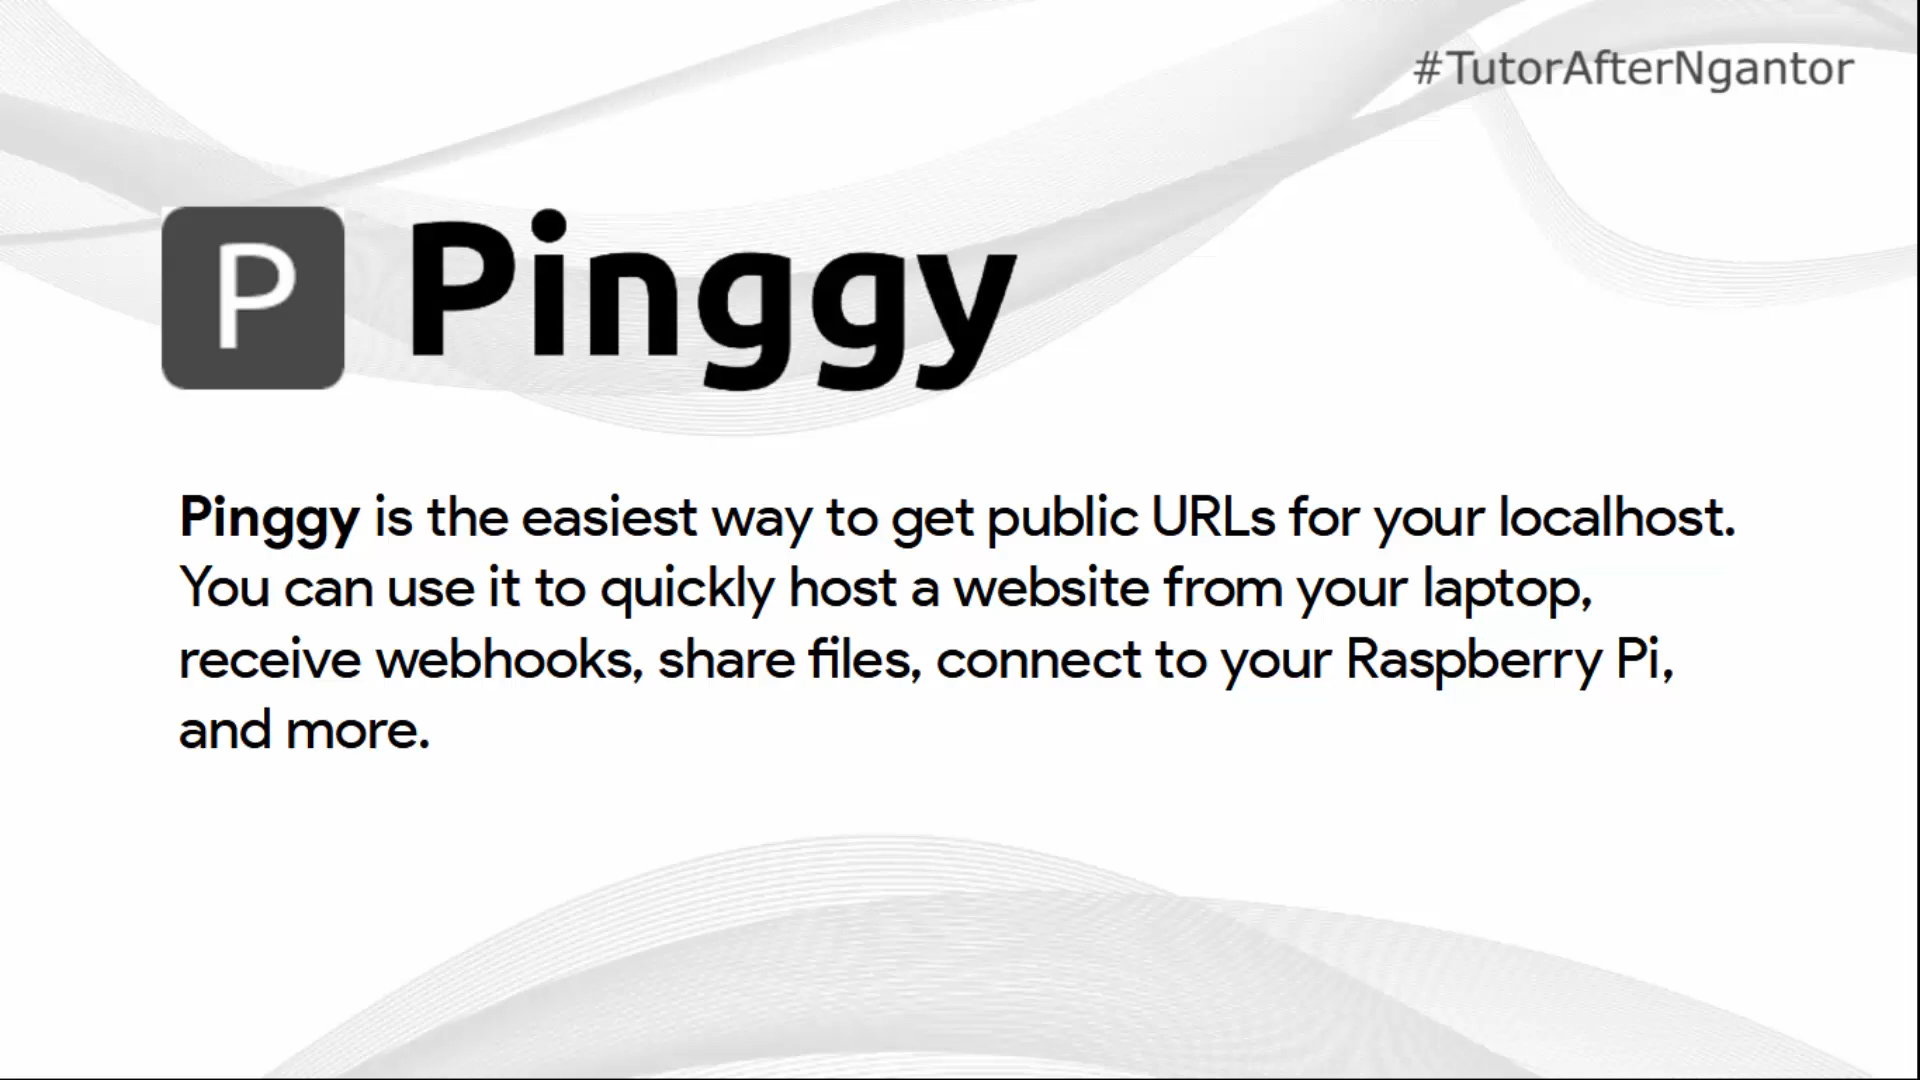 #TutorAfterNgantor
P Pinggy
Pinggy is the easiest way to get public URLs for your localhost.
You can use it to quickly host a website from your laptop,
receive webhooks, share files, connect to your Raspberry Pi,
and more.